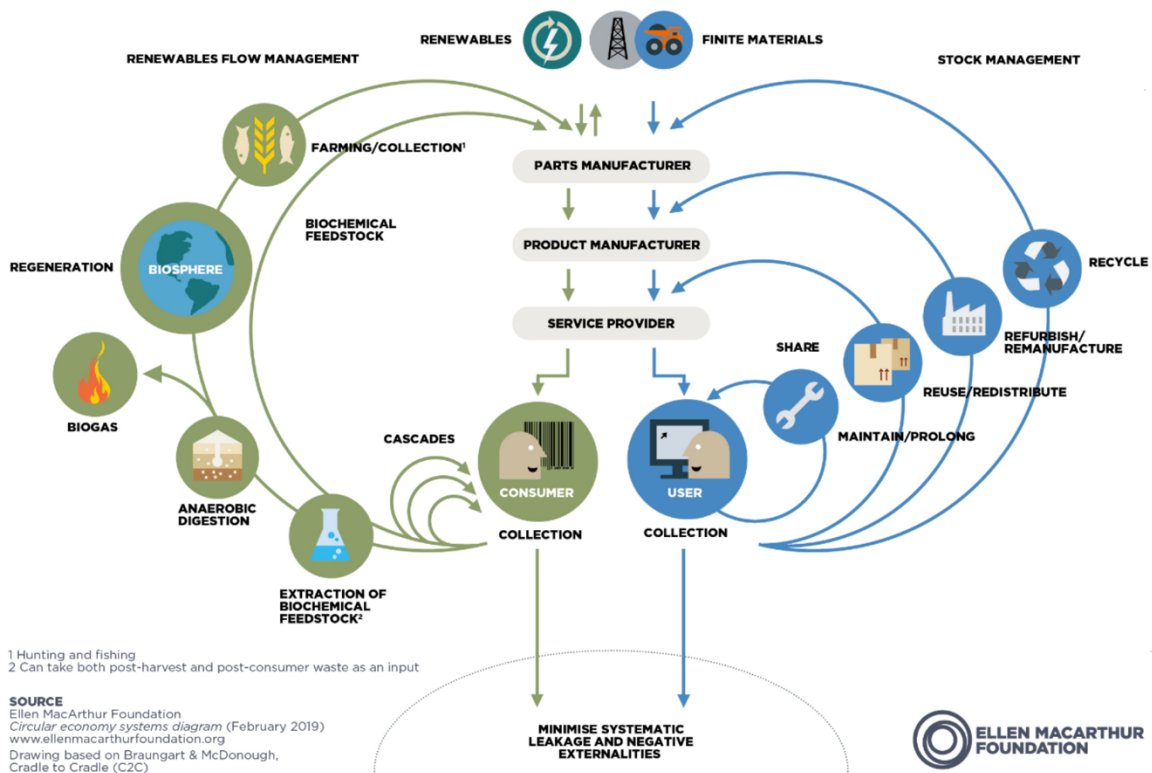 RENEWABLES
FINITE MATERIALS
RENEWABLES FLOW MANAGEMENT
STOCK MANAGEMENT
FARMING/COLLECTION¹
PARTS MANUFACTURER
BIOCHEMICAL
FEEDSTOCK
PRODUCT MANUFACTURER
REGENERATION
BIOSPHERE
RECYCLE
SERVICE PROVIDER
SHARE
REFURBISH/
REMANUFACTURE
REUSE/REDISTRIBUTE
BIOGAS
CASCADES
MAINTAIN/PROLONG
CONSUMER
USER
ANAEROBIC
DIGESTION
COLLECTION
COLLECTION
EXTRACTION OF
BIOCHEMICAL
FEEDSTOCK²
1 Hunting and fishing
2 Can take both post-harvest and post-consumer waste as an input
SOURCE
Ellen MacArthur Foundation
Circular economy systems diagram (February 2019)
www.ellenmacarthurfoundation.org
Drawing based on Braungart & McDonough,
Cradle to Cradle (C2C)
MINIMISE SYSTEMATIC
LEAKAGE AND NEGATIVE
EXTERNALITIES
ELLEN MACARTHUR
FOUNDATION